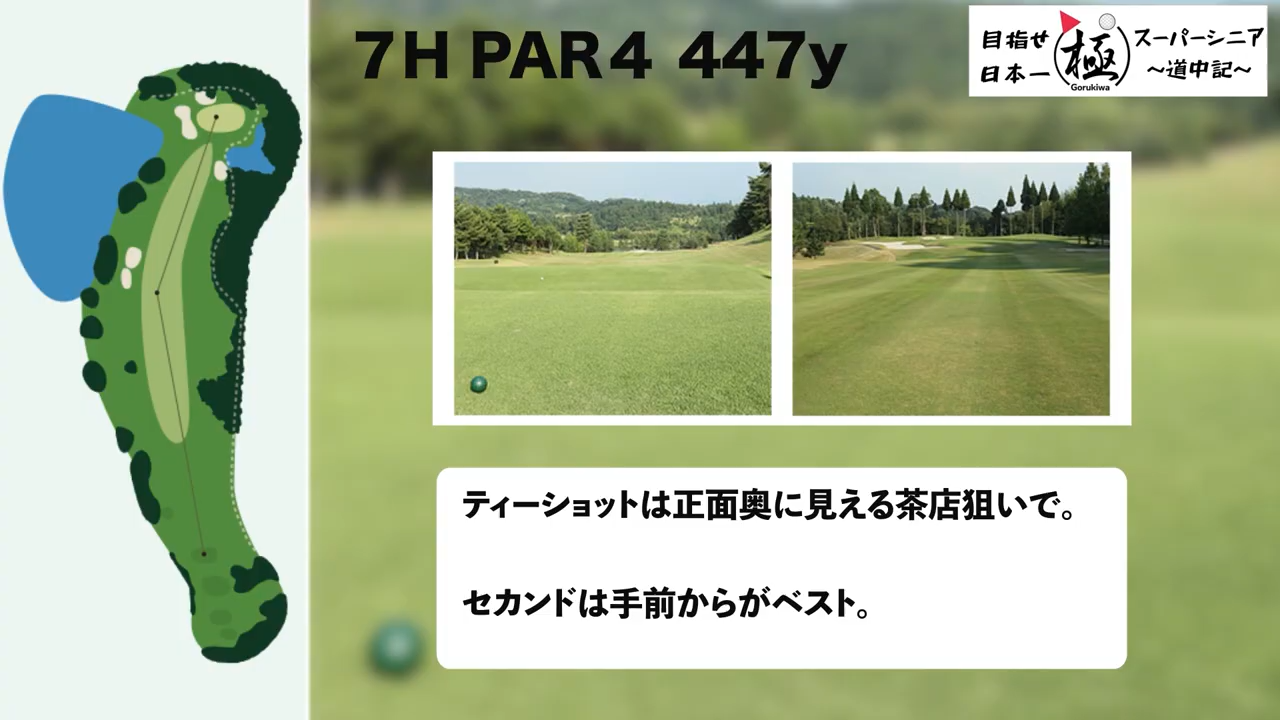 7H PAR4 447y
目指せ
日本一
極
Gorukiwa
スーパーシニア
～道中記～
ティーショットは正面奥に見える茶店狙いで。
セカンドは手前からがベスト。